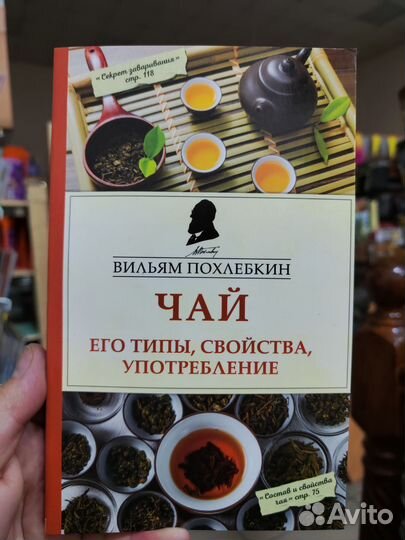 «Секрет заваривания»
стр. 118
ВИЛЬЯМ ПОХЛЕБКИН
ЧАЙ
ЕГО ТИПЫ, СВОЙСТВА,
УПОТРЕБЛЕНИЕ
«Состав и свойства
чая» стр. 75
Avito